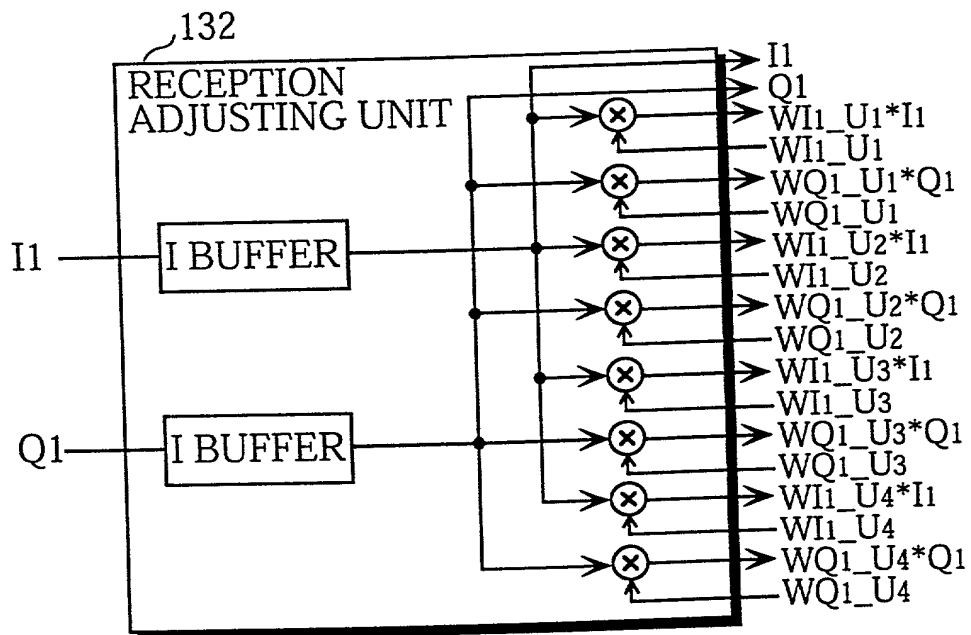 132
RECEPTION
ADJUSTING UNIT
I1
I BUFFER
Q1
I BUFFER
I1
Q1
WI1_U1*I1
WI1_U1
WQ1_U1*Q1
WQ1_U1
WI1_U2*I1
WI1_U2
WQ1_U2*Q1
WQ1_U2
WI1_U3*I1
WI1_U3
WQ1_U3*Q1
WQ1_U3
WI1_U4*I1
WI1_U4
WQ1_U4*Q1
WQ1_U4